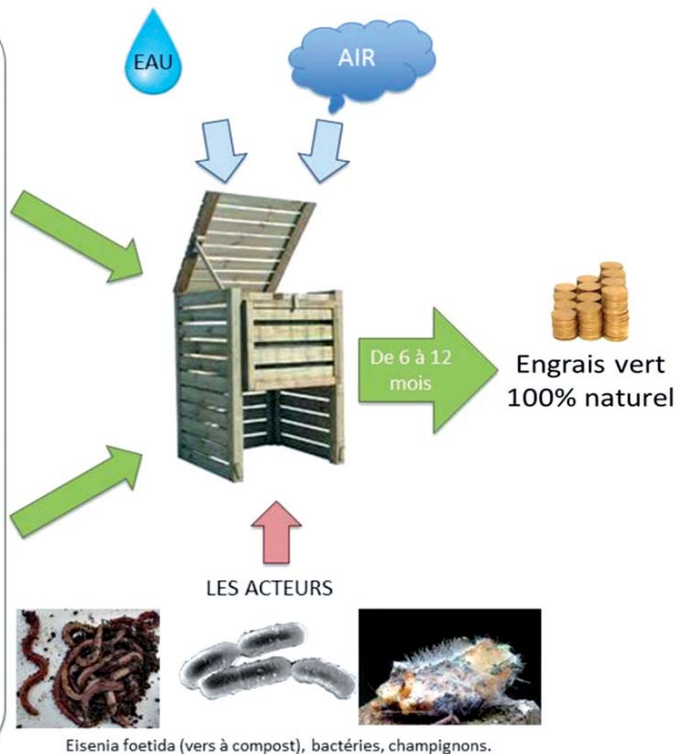 EAU
AIR
De 6 à 12
mois
Engrais vert
100% naturel
LES ACTEURS
Eisenia foetida (vers à compost), bactéries, champignons.